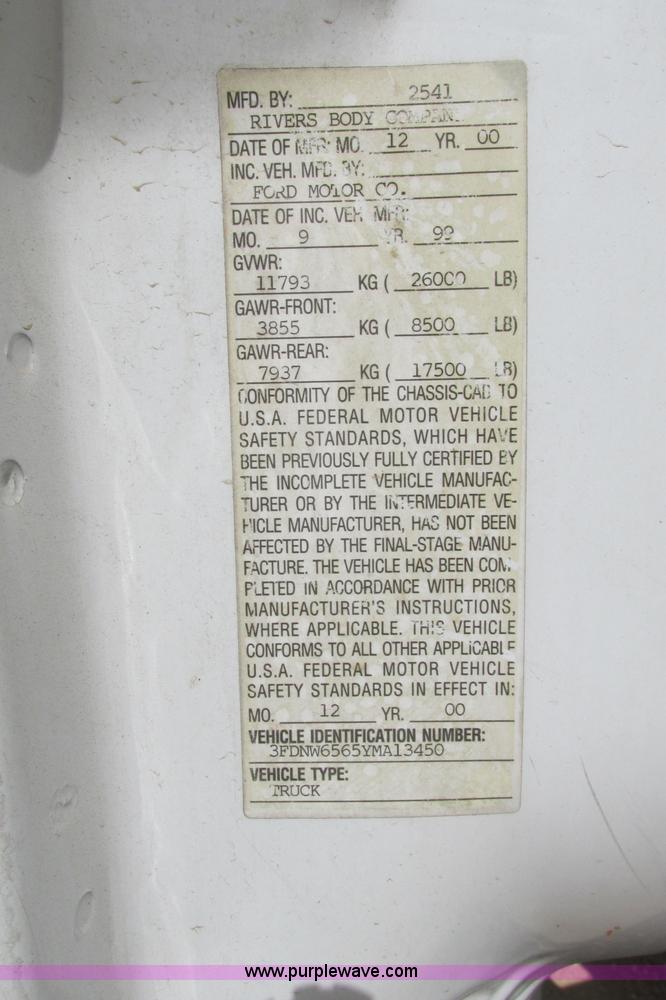 MFD. BY: 2541
RIVERS BODY COMPAN
DATE OF MFR: MO. 12 YR. 00
INC. VEH. MFD. BY:
FORD MOTOR CO.
DATE OF INC. VEH. MFR:
MO. 9 YR. 99
GVWR:
11793 KG ( 26000 LB)
GAWR-FRONT:
3855 KG ( 8500 LB)
GAWR-REAR:
7937 KG ( 17500 LB)
CONFORMITY OF THE CHASSIS-CAB TO
U.S.A. FEDERAL MOTOR VEHICLE
SAFETY STANDARDS, WHICH HAVE
BEEN PREVIOUSLY FULLY CERTIFIED BY
THE INCOMPLETE VEHICLE MANUFAC-
TURER OR BY THE INTERMEDIATE VE-
HICLE MANUFACTURER, HAS NOT BEEN
AFFECTED BY THE FINAL-STAGE MANU-
FACTURE. THE VEHICLE HAS BEEN COM-
PLETED IN ACCORDANCE WITH PRIOR
MANUFACTURER'S INSTRUCTIONS,
WHERE APPLICABLE. THIS VEHICLE
CONFORMS TO ALL OTHER APPLICABLE
U.S.A. FEDERAL MOTOR VEHICLE
SAFETY STANDARDS IN EFFECT IN:
MO. 12 YR. 00
VEHICLE IDENTIFICATION NUMBER:
3FDNW6565YMA13450
VEHICLE TYPE:
TRUCK
www.purplewave.com